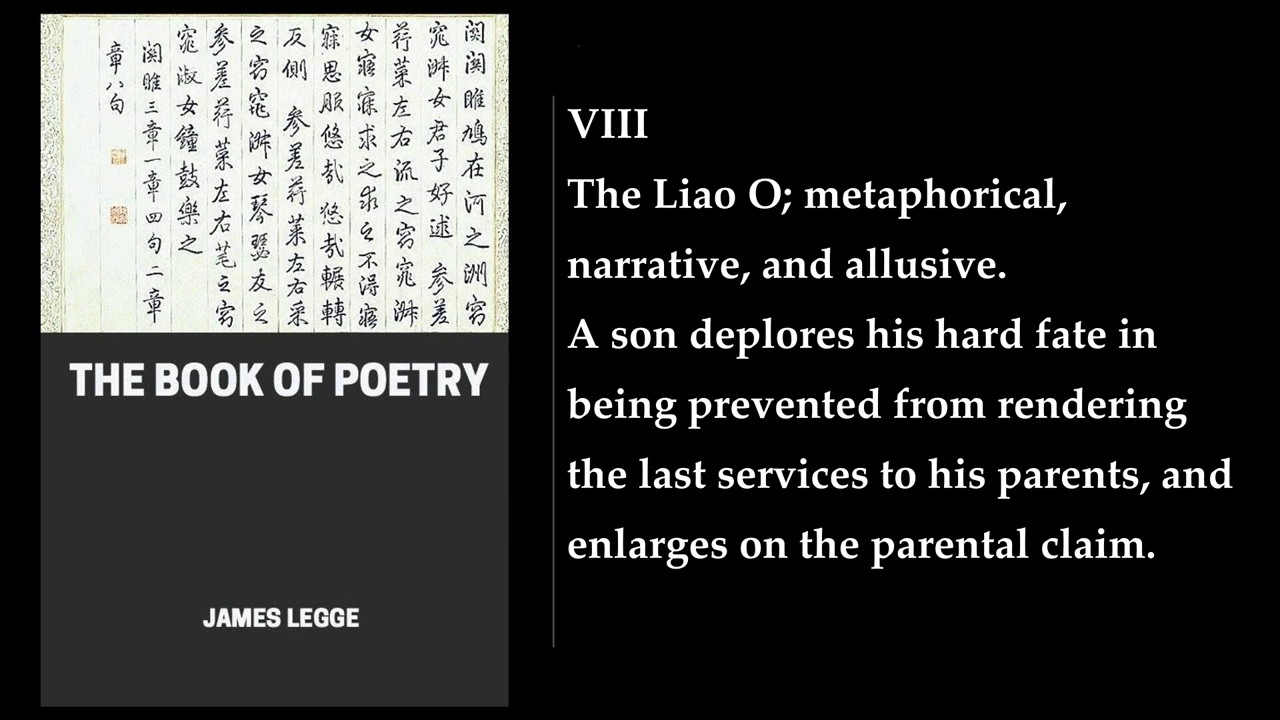 關關雎鳩在河之洲窈
窕淑女君子好逑 參差
荇菜左右流之窈窕淑
女寤寐求之求之不得寤
寐思服悠哉悠哉輾轉
反側 參差荇菜左右采
之窈窕淑女琴瑟友之
參差荇菜左右芼之窈
窕淑女鐘鼓樂之
關雎三章一章四句二章
章八句
THE BOOK OF POETRY
JAMES LEGGE
VIII
The Liao O; metaphorical,
narrative, and allusive.
A son deplores his hard fate in
being prevented from rendering
the last services to his parents, and
enlarges on the parental claim.